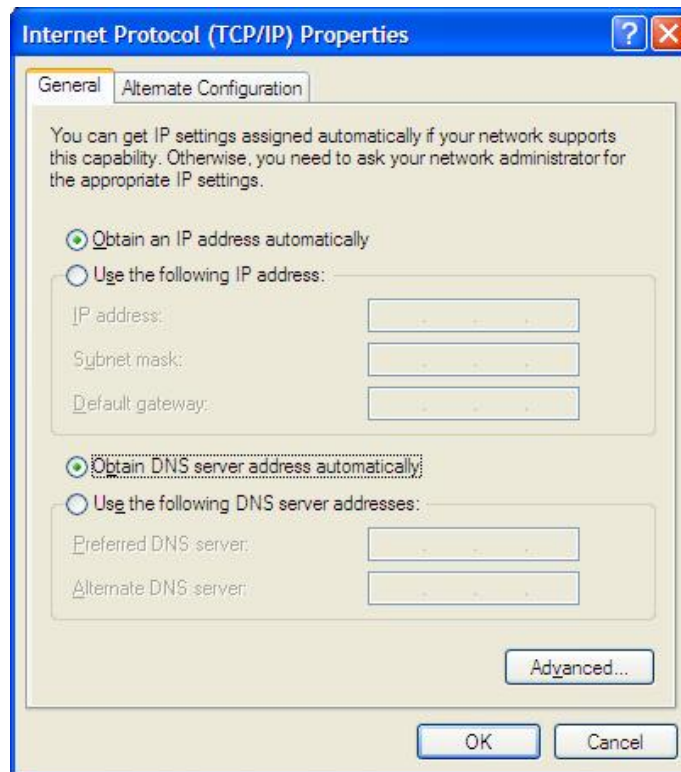 Internet Protocol (TCP/IP) Properties
?
General
Alternate Configuration
You can get IP settings assigned automatically if your network supports
this capability. Otherwise, you need to ask your network administrator for
the appropriate IP settings.
Obtain an IP address automatically
Use the following IP address:
IP address:
Subnet mask:
Default gateway:
Obtain DNS server address automatically
Use the following DNS server addresses:
Preferred DNS server:
Alternate DNS server:
Advanced...
OK
Cancel